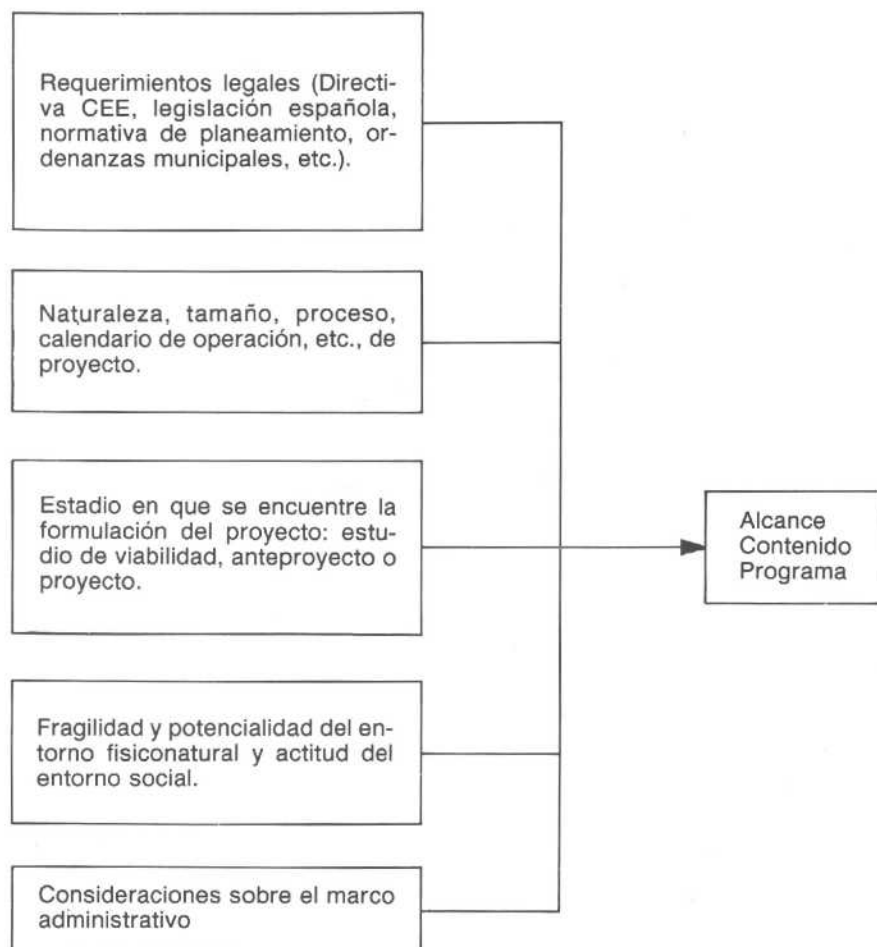 Requerimientos legales (Directi-
va CEE, legislación española,
normativa de planeamiento, or-
denanzas municipales, etc.).
Naturaleza, tamaño, proceso,
calendario de operación, etc., de
proyecto.
Estadio en que se encuentre la
formulación del proyecto: estu-
dio de viabilidad, anteproyecto o
proyecto.
Alcance
Contenido
Programa
Fragilidad y potencialidad del en-
torno fisiconatural y actitud del
entorno social.
Consideraciones sobre el marco
administrativo